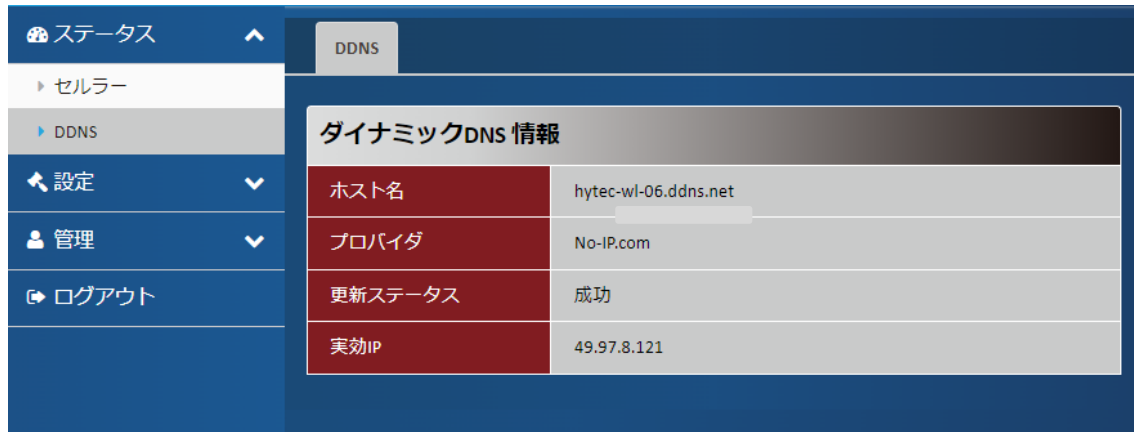 ステータス
セルラー
DDNS
設定
管理
ログアウト
DDNS
ダイナミックDNS 情報
ホスト名 hytec-wl-06.ddns.net
プロバイダ No-IP.com
更新ステータス 成功
実効IP 49.97.8.121